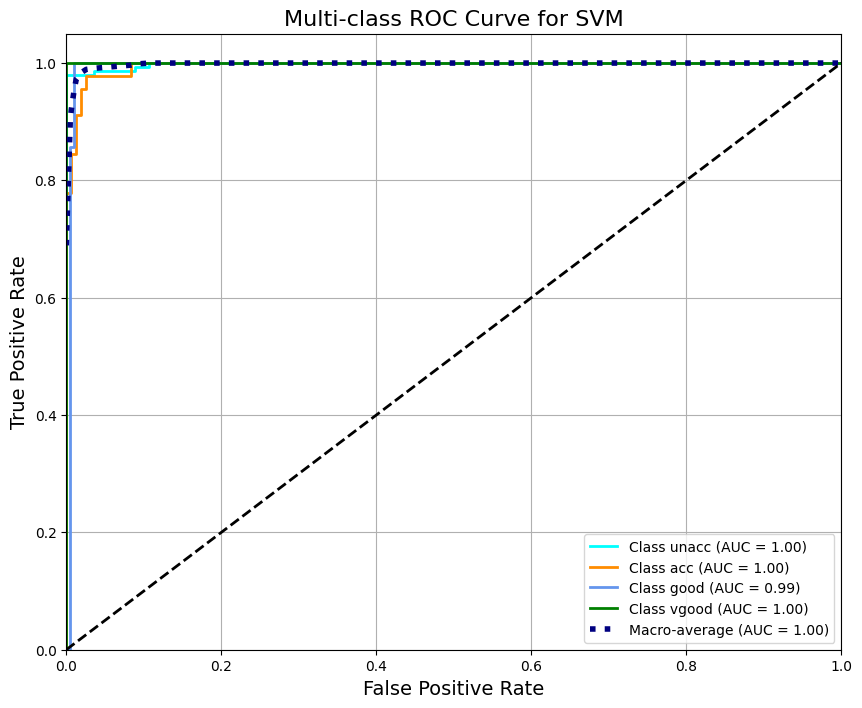 Multi-class ROC Curve for SVM
True Positive Rate
1.0
0.8
0.6
0.4
0.2
0.0
0.0 0.2 0.4 0.6 0.8 1.0
False Positive Rate
Class unacc (AUC = 1.00)
Class acc (AUC = 1.00)
Class good (AUC = 0.99)
Class vgood (AUC = 1.00)
Macro-average (AUC = 1.00)